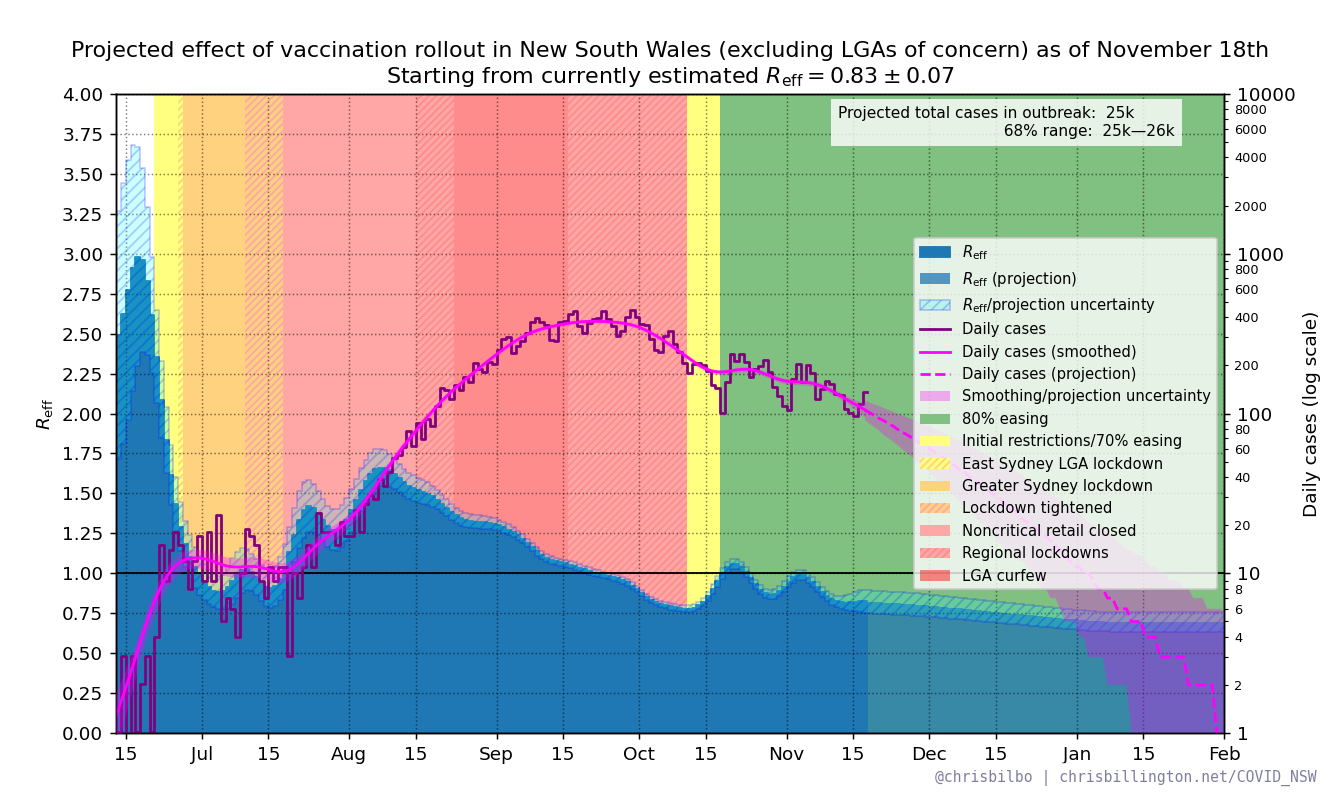 Projected effect of vaccination rollout in New South Wales (excluding LGAs of concern) as of November 18th
Starting from currently estimated Reff = 0.83 ± 0.07
Projected total cases in outbreak: 25k
68% range: 25k—26k
4.00
3.75
3.50
3.25
3.00
2.75
2.50
2.25
2.00
1.75
1.50
1.25
1.00
0.75
0.50
0.25
0.00
Reff
10000
8000
6000
4000
2000
1000
800
600
400
200
100
80
60
40
20
10
8
6
4
2
1
Daily cases (log scale)
Reff
Reff (projection)
Reff/projection uncertainty
Daily cases
Daily cases (smoothed)
Daily cases (projection)
Smoothing/projection uncertainty
80% easing
Initial restrictions/70% easing
East Sydney LGA lockdown
Greater Sydney lockdown
Lockdown tightened
Noncritical retail closed
Regional lockdowns
LGA curfew
15 Jul 15 Aug 15 Sep 15 Oct 15 Nov 15 Dec 15 Jan 15 Feb
@chrisbilbo | chrisbillington.net/COVID_NSW